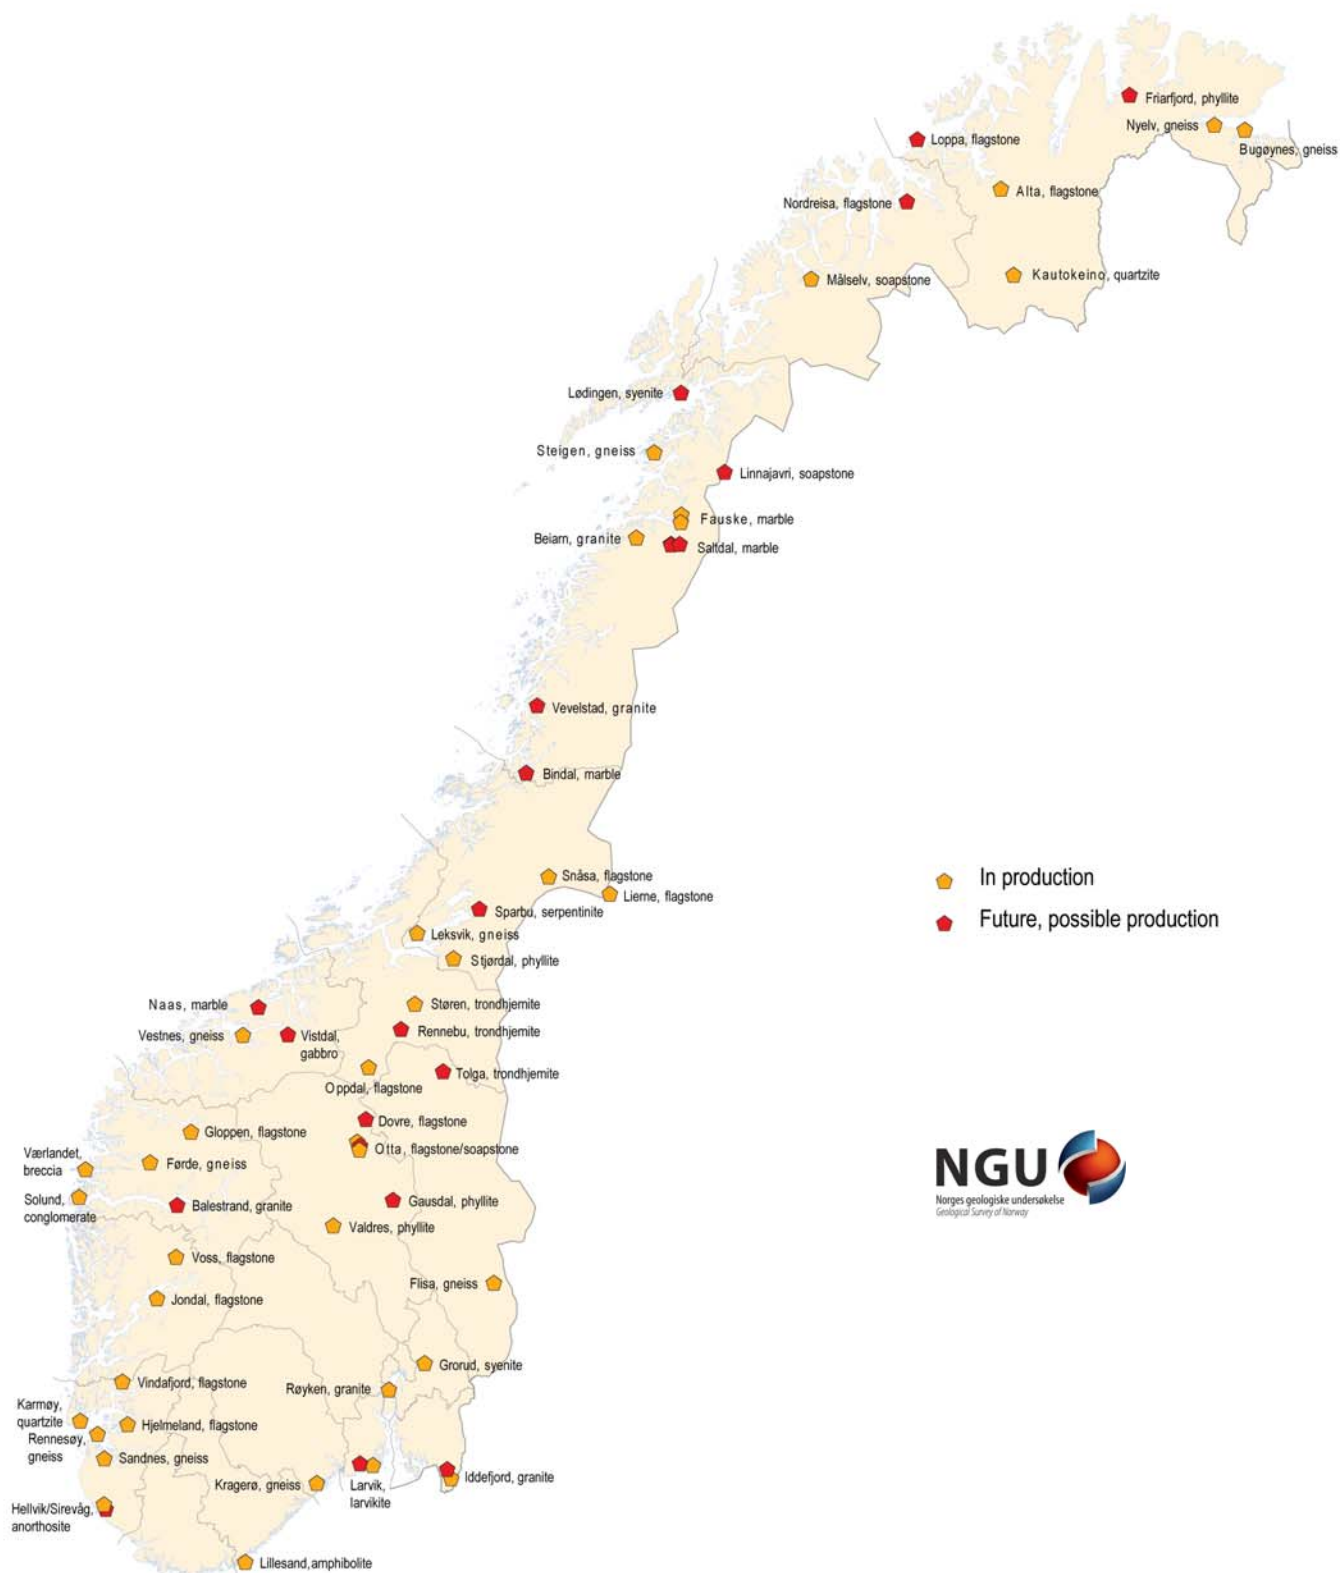 Friarfjord, phyllite
Nyelv, gneiss
Bugøynes, gneiss
Loppa, flagstone
Alta, flagstone
Nordreisa, flagstone
Kautokeino, quartzite
Målselv, soapstone
Lødingen, syenite
Steigen, gneiss
Linnajavri, soapstone
Fauske, marble
Beiarn, granite
Saltdal, marble
Vevelstad, granite
Bindal, marble
Snåsa, flagstone
Lierne, flagstone
In production
Future, possible production
Sparbu, serpentinite
Leksvik, gneiss
Stjørdal, phyllite
Naas, marble
Støren, trondhjemite
Vestnes, gneiss
Vistdal,
gabbro
Rennebu, trondhjemite
Oppdal, flagstone
Tolga, trondhjemite
Dovre, flagstone
Gloppen, flagstone
Otta, flagstone/soapstone
Værlandet,
breccia
Førde, gneiss
Solund,
conglomerate
Balestrand, granite
Gausdal, phyllite
Valdres, phyllite
NGU
Norges geologiske undersøkelse
Geological Survey of Norway
Voss, flagstone
Flisa, gneiss
Jondal, flagstone
Grorud, syenite
Vindafjord, flagstone
Røyken, granite
Karmøy,
quartzite
Hjelmeland, flagstone
Rennesøy,
gneiss
Sandnes, gneiss
Kragerø, gneiss
Larvik,
larvikite
Iddefjord, granite
Hellvik/Sirevåg,
anorthosite
Lillesand, amphibolite